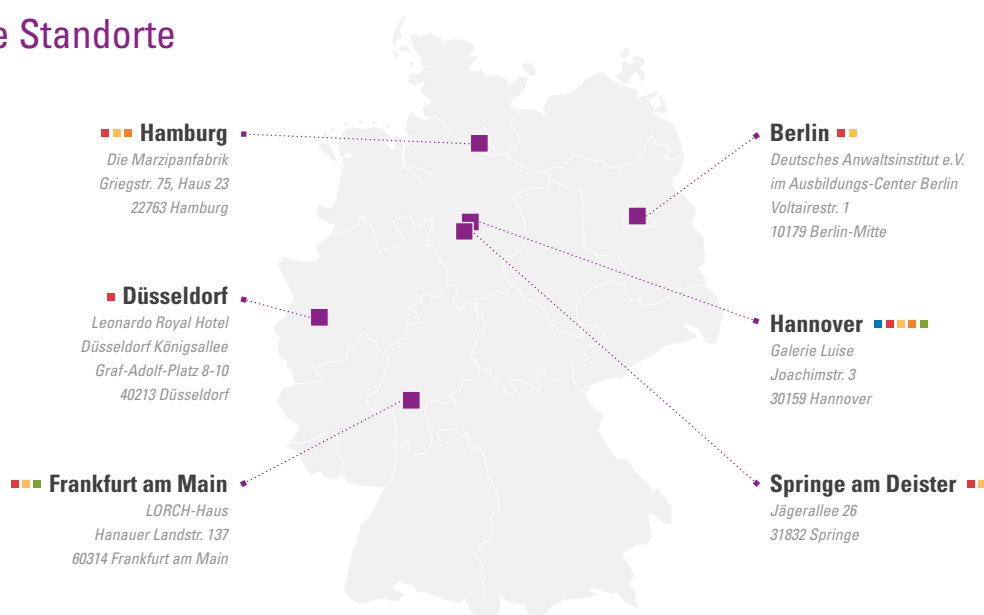 e Standorte
Hamburg
Die Marzipanfabrik
Griegstr. 75, Haus 23
22763 Hamburg
Düsseldorf
Leonardo Royal Hotel
Düsseldorf Königsallee
Graf-Adolf-Platz 8-10
40213 Düsseldorf
Frankfurt am Main
LORCH-Haus
Hanauer Landstr. 137
60314 Frankfurt am Main
Berlin
Deutsches Anwaltsinstitut e.V.
im Ausbildungs-Center Berlin
Voltairestr. 1
10179 Berlin-Mitte
Hannover
Galerie Luise
Joachimstr. 3
30159 Hannover
Springe am Deister
Jägerallee 26
31832 Springe